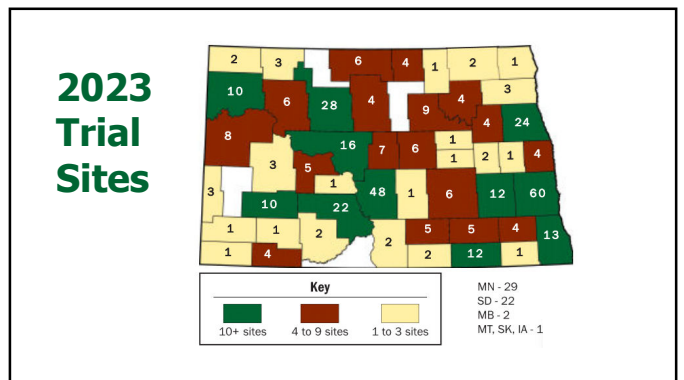 2023
Trial
Sites
2 3 6 4 1 2 1
10 6 28 4 9 4 3
8 16 7 6 1 4 24
3 3 5 1 48 1 1 6 2 1 4
10 22 12 60
1 1 2 2 5 5 4 13
1 4 2 12 1
Key
10+ sites 4 to 9 sites 1 to 3 sites
MN - 29
SD - 22
MB - 2
MT, SK, IA - 1